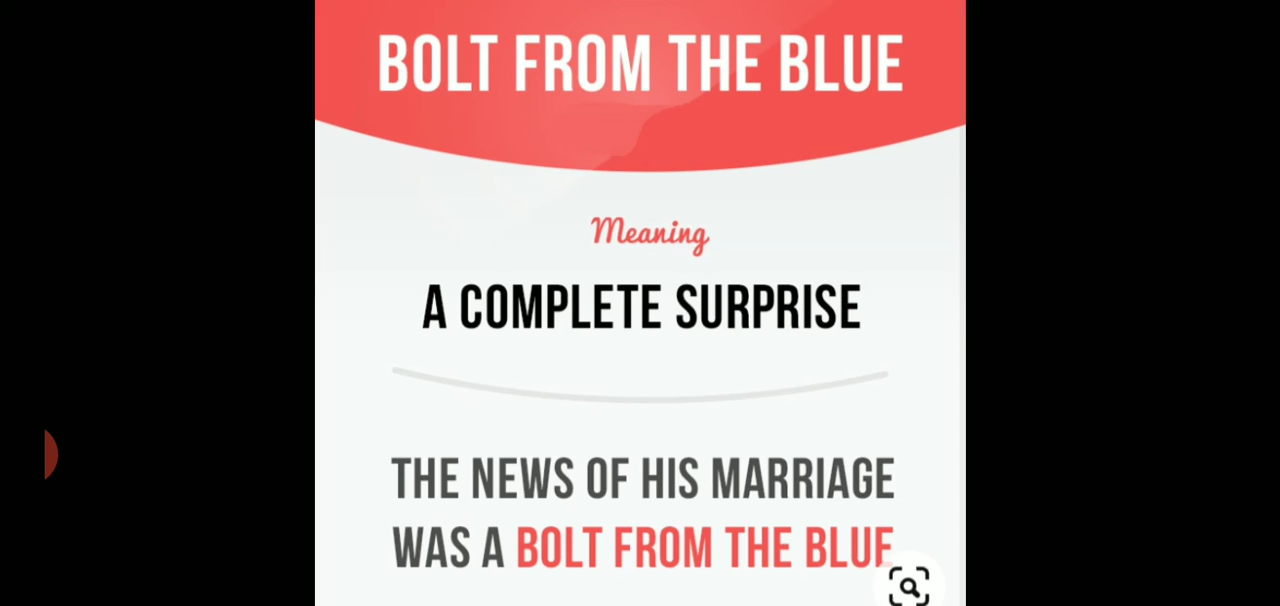 BOLT FROM THE BLUE
Meaning
A COMPLETE SURPRISE
THE NEWS OF HIS MARRIAGE
WAS A BOLT FROM THE BLUE